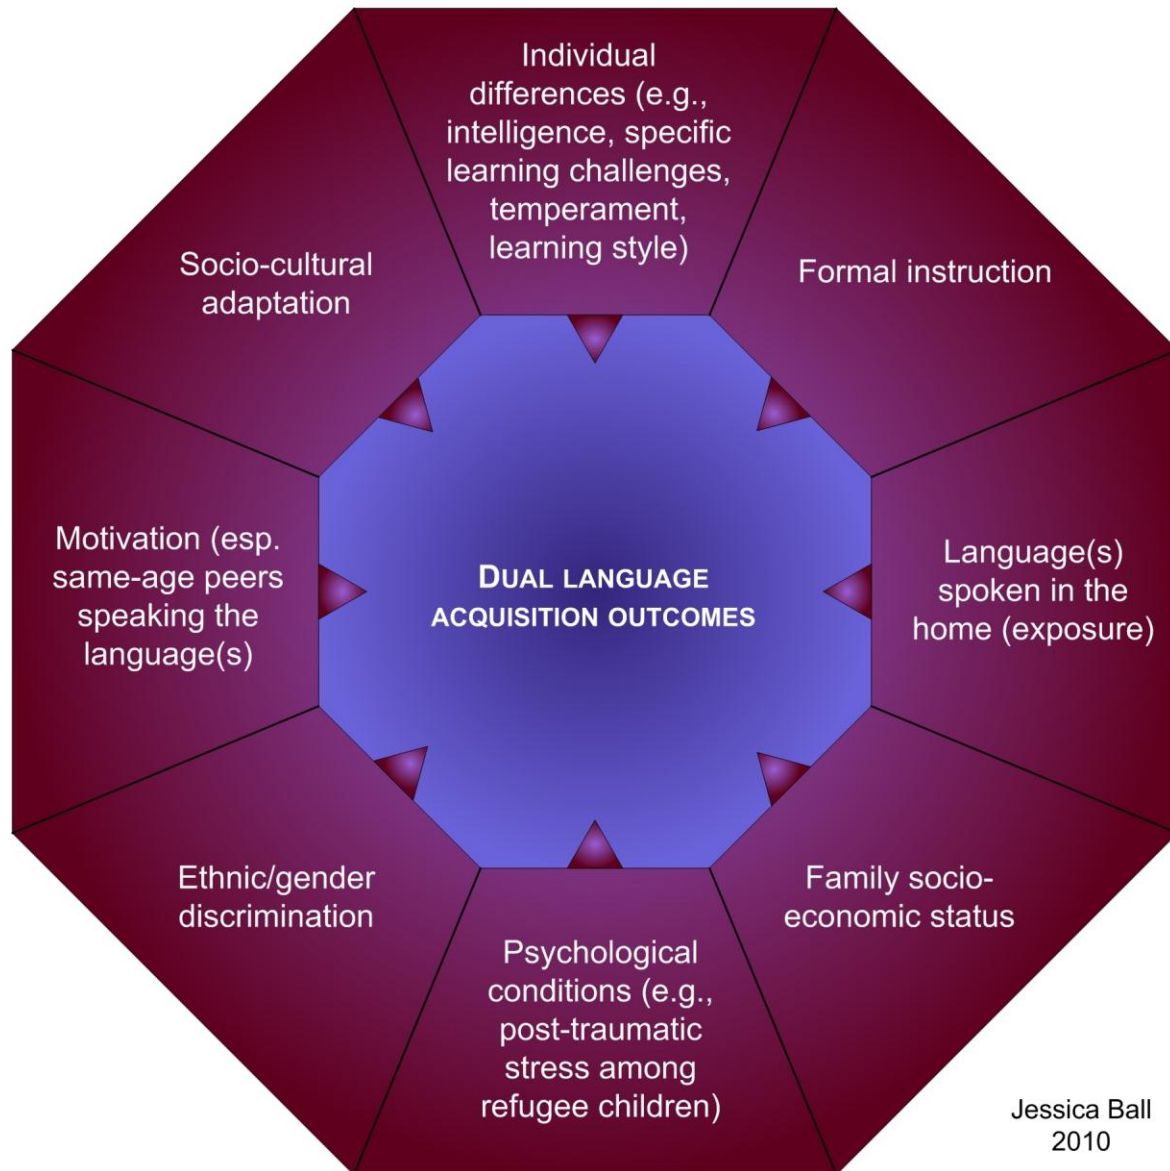 Individual
differences (e.g.,
intelligence, specific
learning challenges,
temperament,
learning style)
Formal instruction
Language(s)
spoken in the
home (exposure)
Family socio-
economic status
Psychological
conditions (e.g.,
post-traumatic
stress among
refugee children)
Ethnic/gender
discrimination
Motivation (esp.
same-age peers
speaking the
language(s)
Socio-cultural
adaptation
DUAL LANGUAGE
ACQUISITION OUTCOMES
Jessica Ball
2010